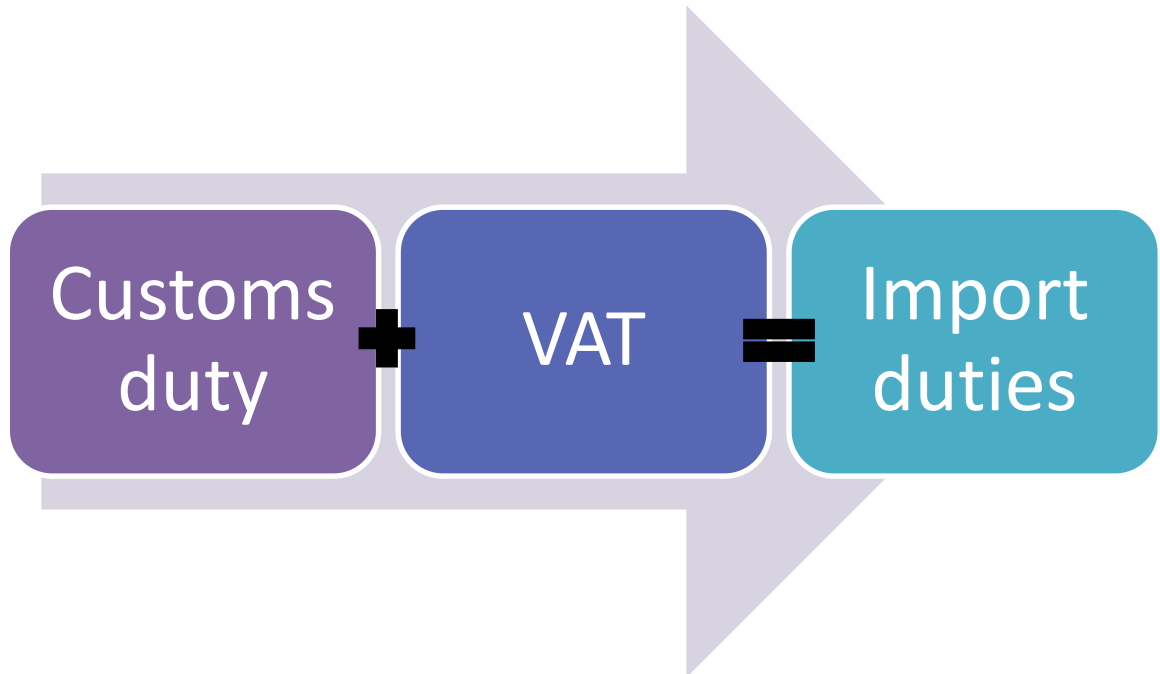 Customs
duty
+
VAT
=
Import
duties